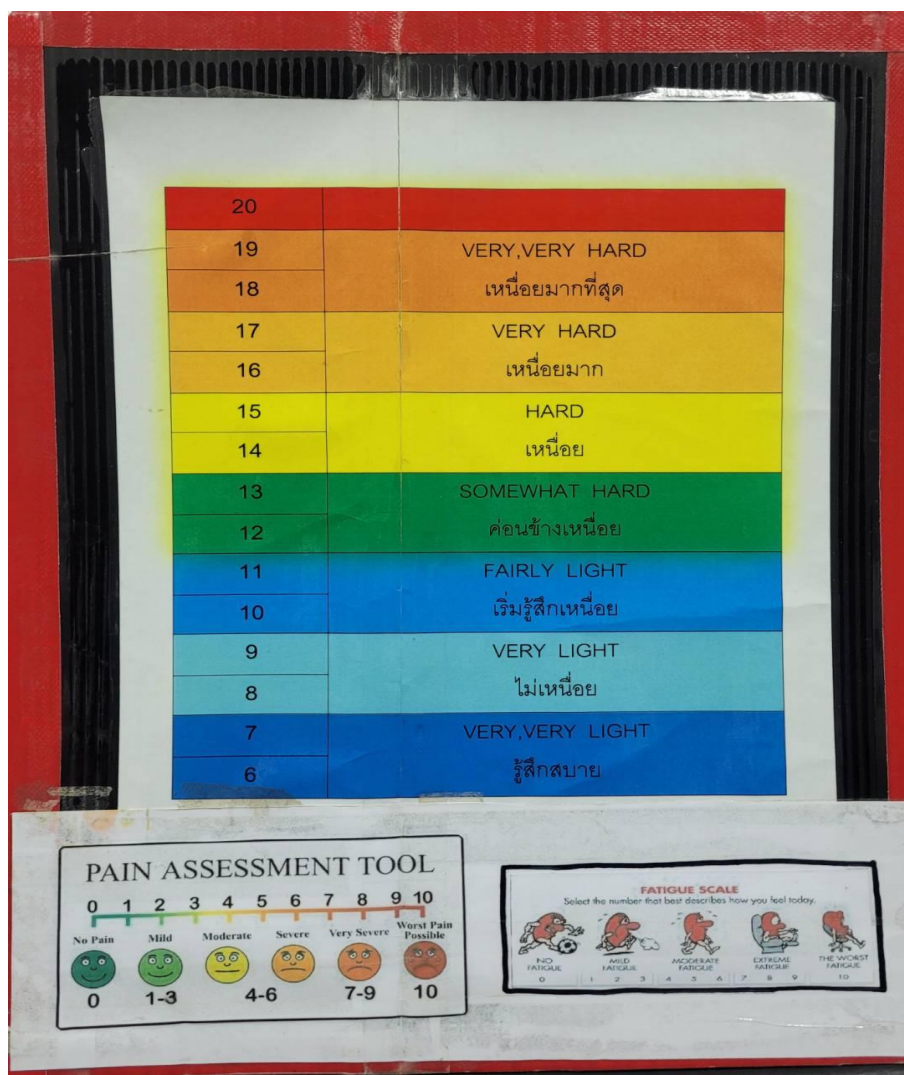 20
19 VERY,VERY HARD
18 เหนื่อยมากที่สุด
17 VERY HARD
16 เหนื่อยมาก
15 HARD
14 เหนื่อย
13 SOMEWHAT HARD
12 ค่อนข้างเหนื่อย
11 FAIRLY LIGHT
10 เริ่มรู้สึกเหนื่อย
9 VERY LIGHT
8 ไม่เหนื่อย
7 VERY,VERY LIGHT
6 รู้สึกสบาย
PAIN ASSESSMENT TOOL
0 1 2 3 4 5 6 7 8 9 10
No Pain Mild Moderate Severe Very Severe Worst Pain Possible
0 1-3 4-6 7-9 10
FATIGUE SCALE
Select the number that best describes how you feel today.
NO FATIGUE MILD FATIGUE MODERATE FATIGUE EXTREME FATIGUE THE WORST FATIGUE
0 1 2 3 4 5 6 7 8 9 10